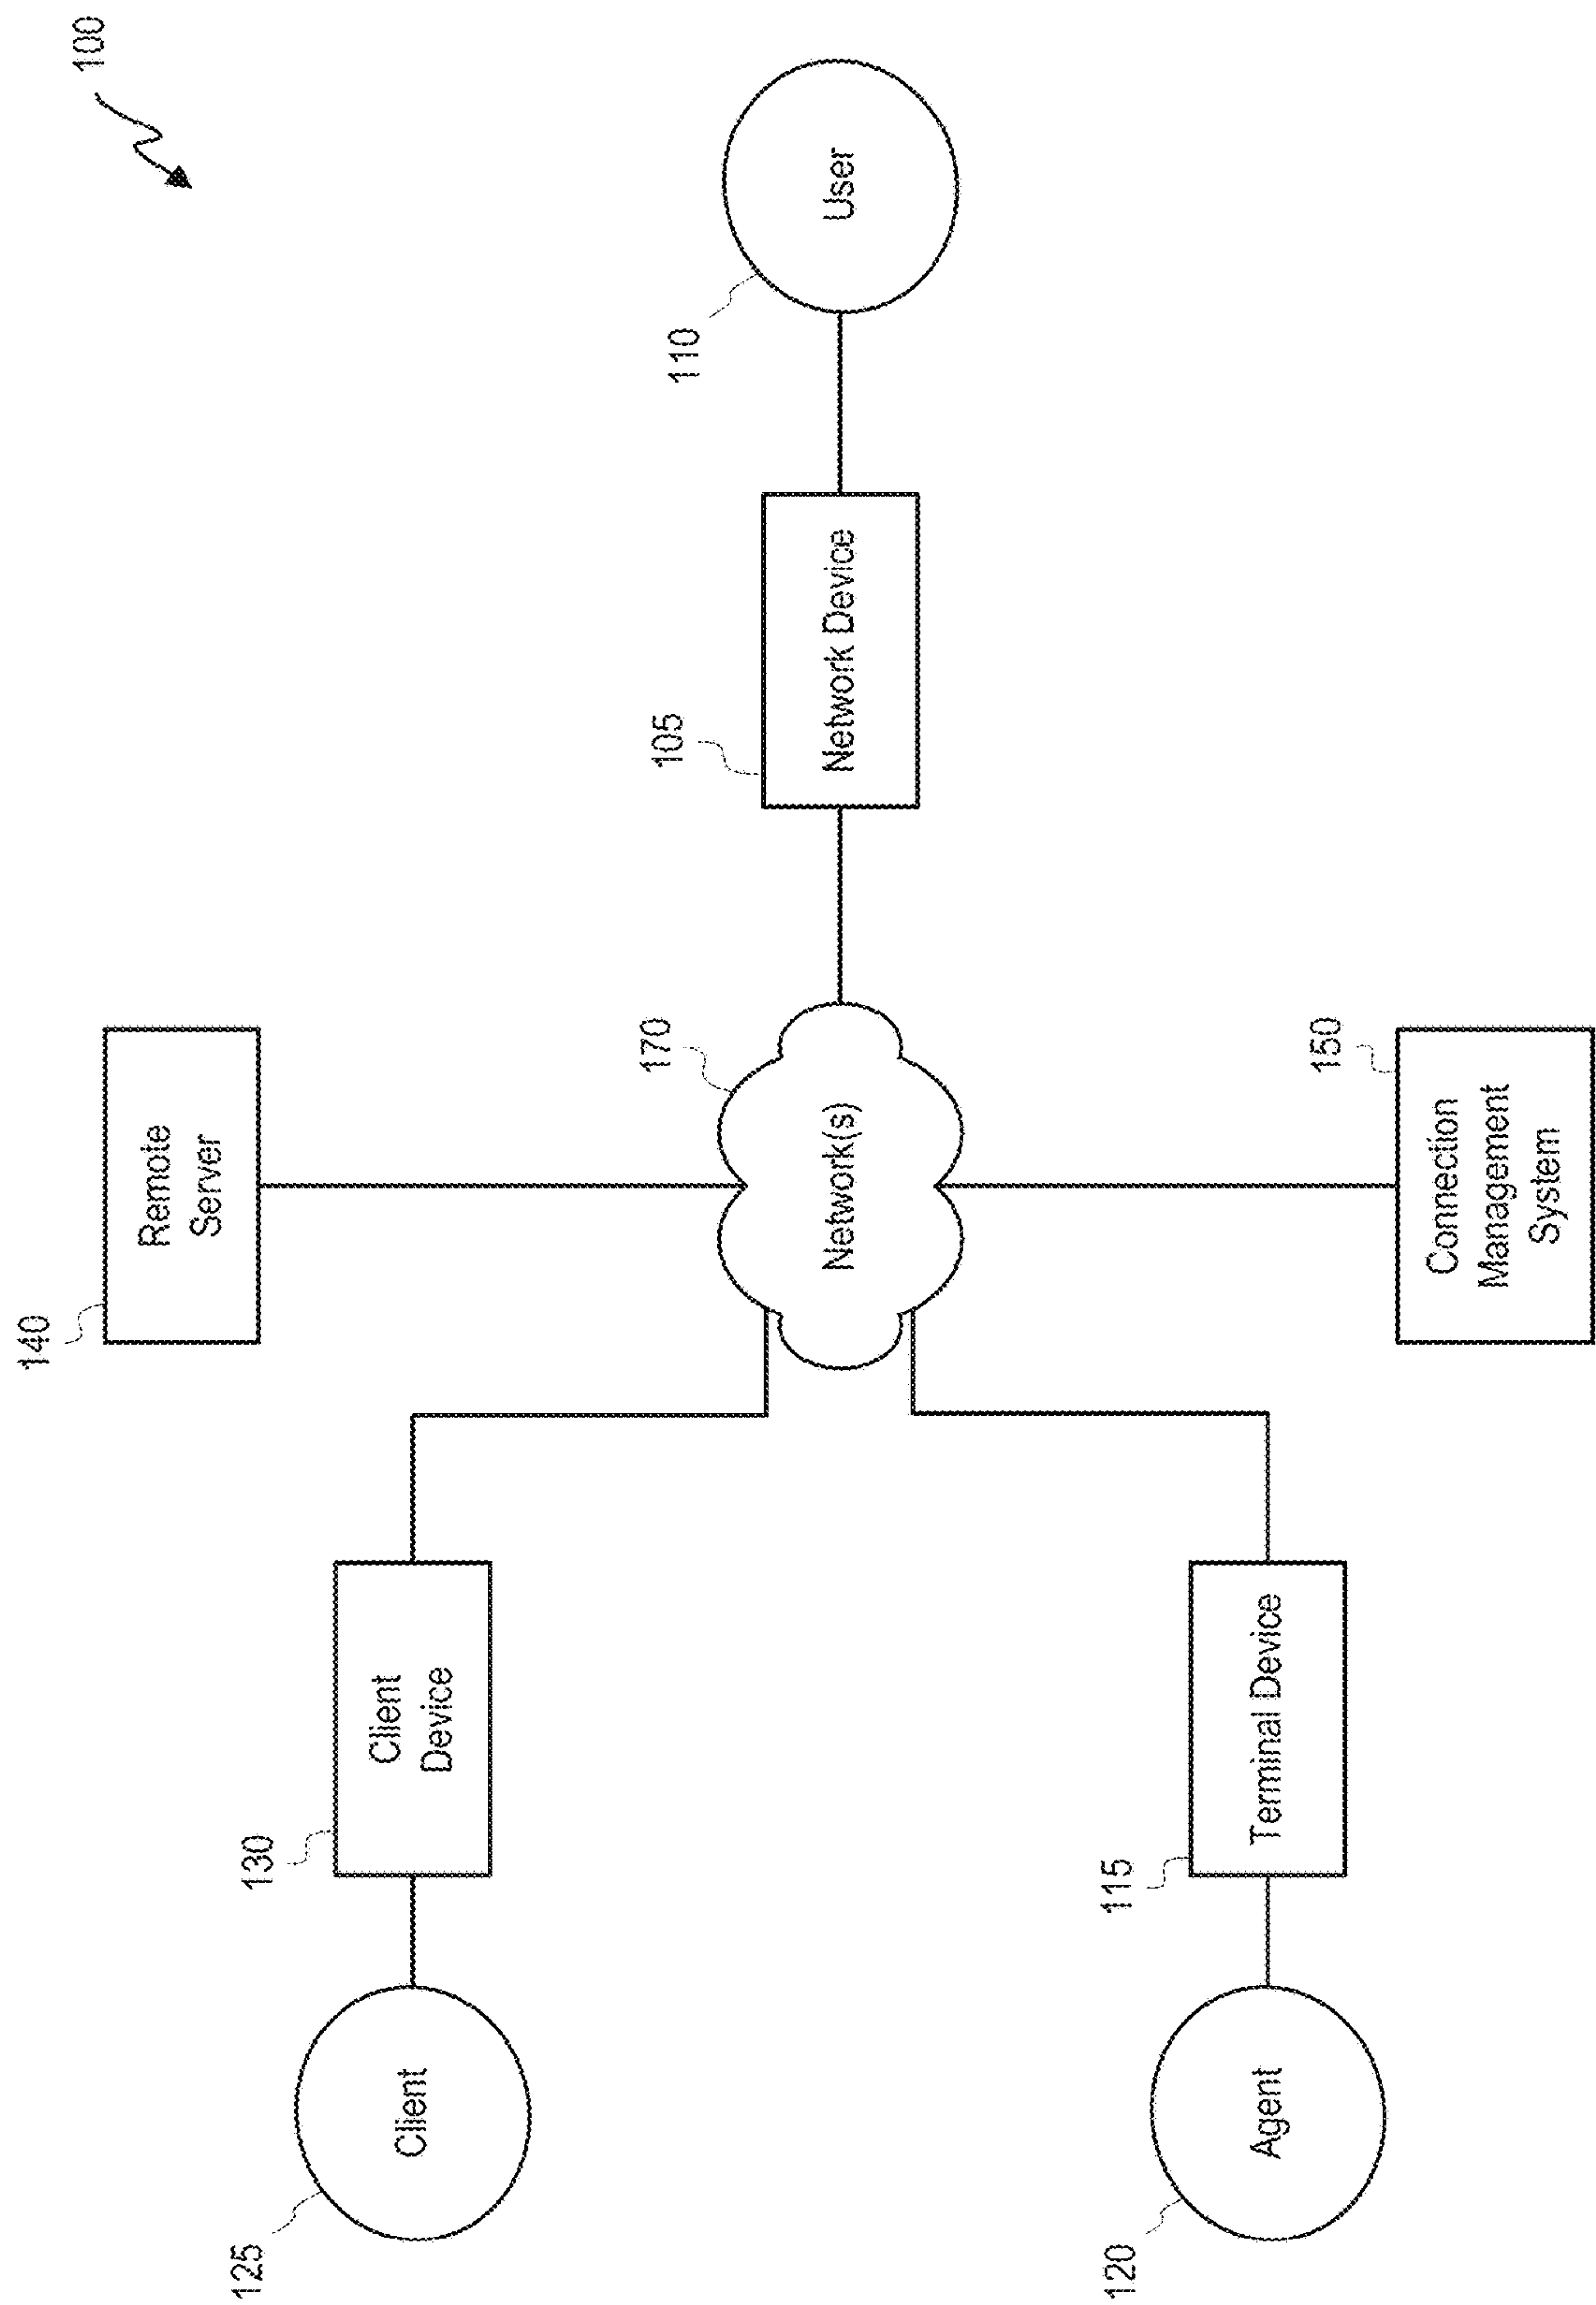 100
140
Remote
Server
125
Client
130
Client
Device
170
Network(s)
105
Network Device
110
User
120
Agent
115
Terminal Device
150
Connection
Management
System